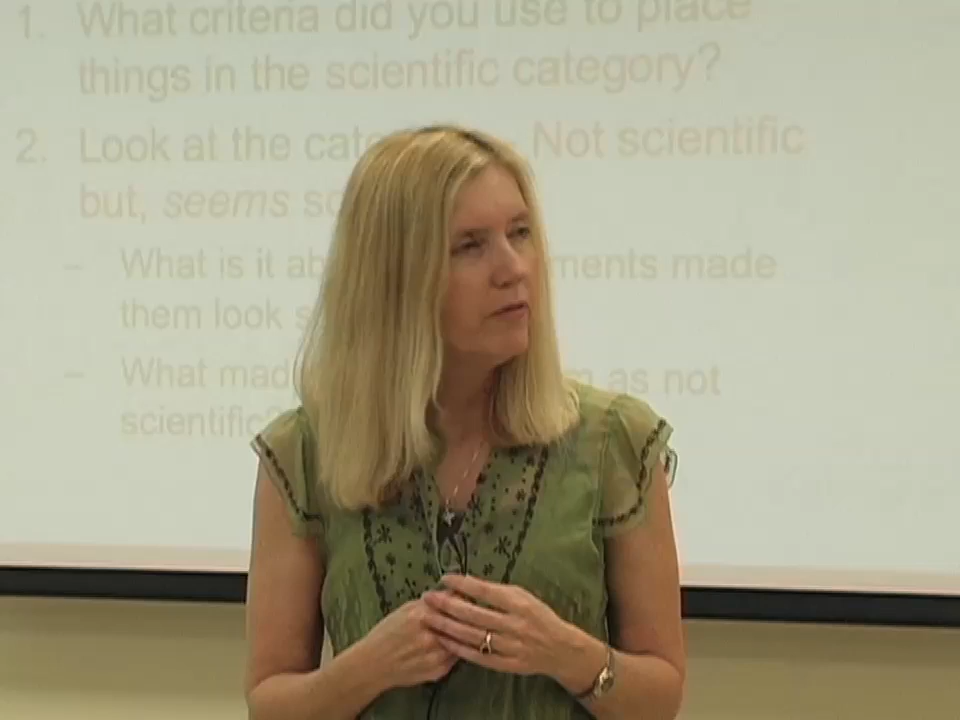 1. What criteria did you use to place
things in the scientific category?
2. Look at the Not scientific
but, seems
– What is it made
them look
– What as not
scientific?